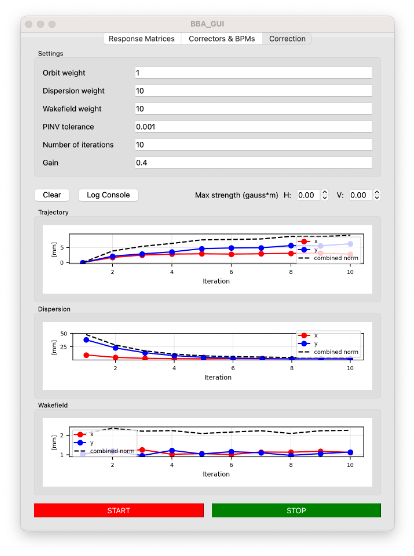 BBA_GUI
Response Matrices Correctors & BPMs Correction
Settings
Orbit weight 1
Dispersion weight 10
Wakefield weight 10
PINV tolerance 0.001
Number of iterations 10
Gain 0.4
Clear Log Console Max strength (gauss*m) H: 0.00 V: 0.00
Trajectory
[mm]
5
0
x
y
combined norm
2 4 6 8 10
Iteration
Dispersion
[mm]
50
25
x
y
combined norm
2 4 6 8 10
Iteration
Wakefield
[mm]
2
1
x
y
combined norm
2 4 6 8 10
Iteration
START STOP